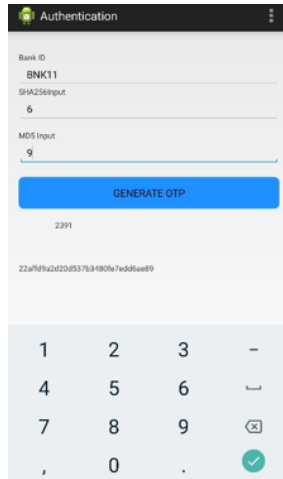 Authentication
Bank ID
BNK11
SHA256Input
6
MD5 Input
9
GENERATE OTP
2391
22affd9a2d20d537b3480fe7edd6ae89
1 2 3 -
4 5 6
7 8 9
, 0 .